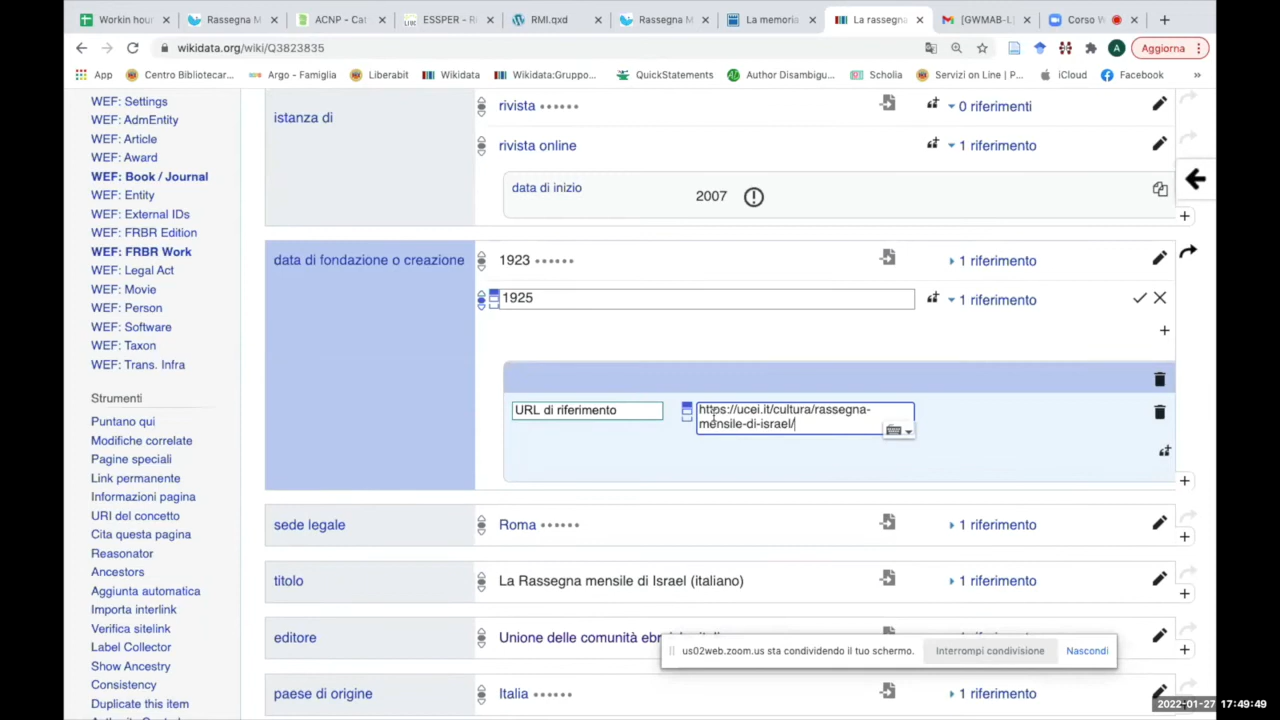 Workin hour
Rassegna M
ACNP - Cat
ESSPER - R
RMI.qxd
Rassegna M
La memoria
La rassegna
[GWMAB-L]
Corso W
wikidata.org/wiki/Q3823835
A
Aggiorna
App
Centro Bibliotecar...
Argo - Famiglia
Liberabit
Wikidata
Wikidata:Gruppo...
QuickStatements
Author Disambigu...
Scholia
Servizi on Line | P...
iCloud
Facebook
»
WEF: Settings
WEF: AdmEntity
WEF: Article
WEF: Award
WEF: Book / Journal
WEF: Entity
WEF: External IDs
WEF: FRBR Edition
WEF: FRBR Work
WEF: Legal Act
WEF: Movie
WEF: Person
WEF: Software
WEF: Taxon
WEF: Trans. Infra
Strumenti
Puntano qui
Modifiche correlate
Pagine speciali
Link permanente
Informazioni pagina
URI del concetto
Cita questa pagina
Reasonator
Ancestors
Aggiunta automatica
Importa interlink
Verifica sitelink
Label Collector
Show Ancestry
Consistency
Duplicate this item
istanza di
rivista
0 riferimenti
rivista online
1 riferimento
data di inizio
2007
data di fondazione o creazione
1923
1 riferimento
1925
1 riferimento
URL di riferimento
https://ucei.it/cultura/rassegna-
mensile-di-israel/
sede legale
Roma
1 riferimento
titolo
La Rassegna mensile di Israel (italiano)
1 riferimento
editore
Unione delle comunità
us02web.zoom.us sta condividendo il tuo schermo.
Interrompi condivisione
Nascondi
paese di origine
Italia
1 riferimento
2022-01-27 17:49:49